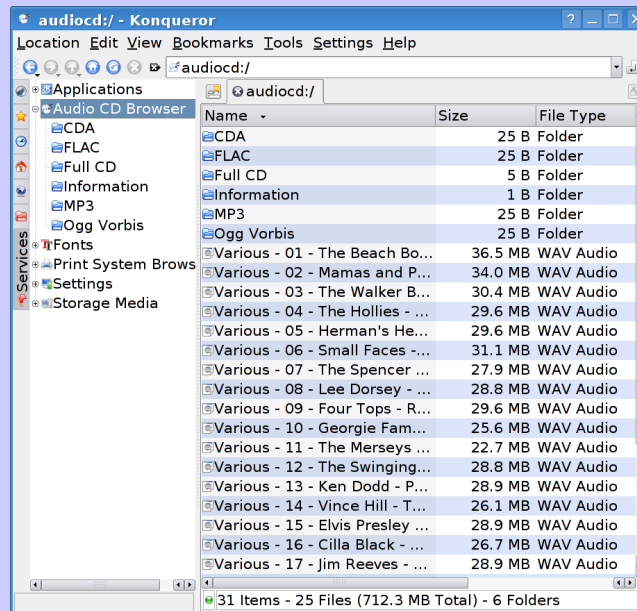 audiocd:/ - Konqueror
Location Edit View Bookmarks Tools Settings Help
audiocd:/
Services
Applications
Audio CD Browser
CDA
FLAC
Full CD
Information
MP3
Ogg Vorbis
Fonts
Print System Brows
Settings
Storage Media
audiocd:/
Name Size File Type
CDA 25 B Folder
FLAC 25 B Folder
Full CD 5 B Folder
Information 1 B Folder
MP3 25 B Folder
Ogg Vorbis 25 B Folder
Various - 01 - The Beach Bo... 36.5 MB WAV Audio
Various - 02 - Mamas and P... 34.0 MB WAV Audio
Various - 03 - The Walker B... 30.4 MB WAV Audio
Various - 04 - The Hollies - ... 29.6 MB WAV Audio
Various - 05 - Herman's He... 29.6 MB WAV Audio
Various - 06 - Small Faces -... 31.1 MB WAV Audio
Various - 07 - The Spencer ... 27.9 MB WAV Audio
Various - 08 - Lee Dorsey - ... 28.8 MB WAV Audio
Various - 09 - Four Tops - R... 29.6 MB WAV Audio
Various - 10 - Georgie Fam... 25.6 MB WAV Audio
Various - 11 - The Merseys ... 22.7 MB WAV Audio
Various - 12 - The Swinging... 28.8 MB WAV Audio
Various - 13 - Ken Dodd - P... 28.9 MB WAV Audio
Various - 14 - Vince Hill - T... 26.1 MB WAV Audio
Various - 15 - Elvis Presley ... 28.9 MB WAV Audio
Various - 16 - Cilla Black - ... 26.7 MB WAV Audio
Various - 17 - Jim Reeves - ... 28.9 MB WAV Audio
31 Items - 25 Files (712.3 MB Total) - 6 Folders